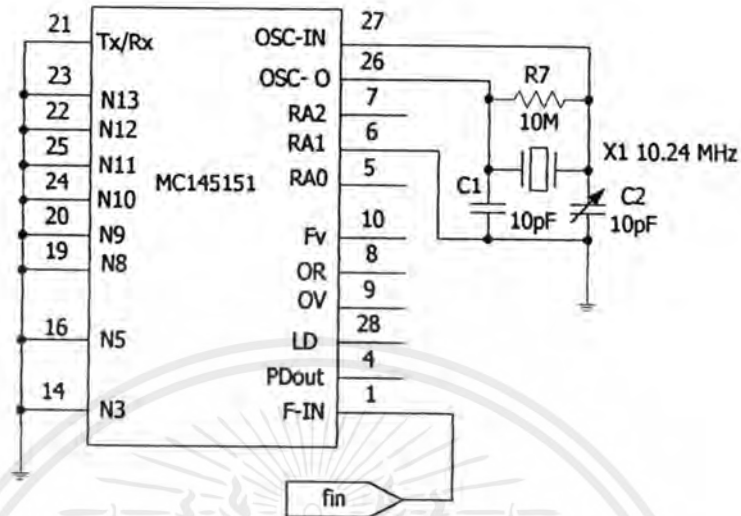 21
Tx/Rx
23
N13
22
N12
25
N11
24
N10
20
N9
19
N8
16
N5
14
N3
MC145151
OSC-IN
27
OSC- O
26
RA2
7
RA1
6
RA0
5
Fv
10
OR
8
OV
9
LD
28
PDout
4
F-IN
1
R7
10M
X1 10.24 MHz
C1
10pF
C2
10pF
fin